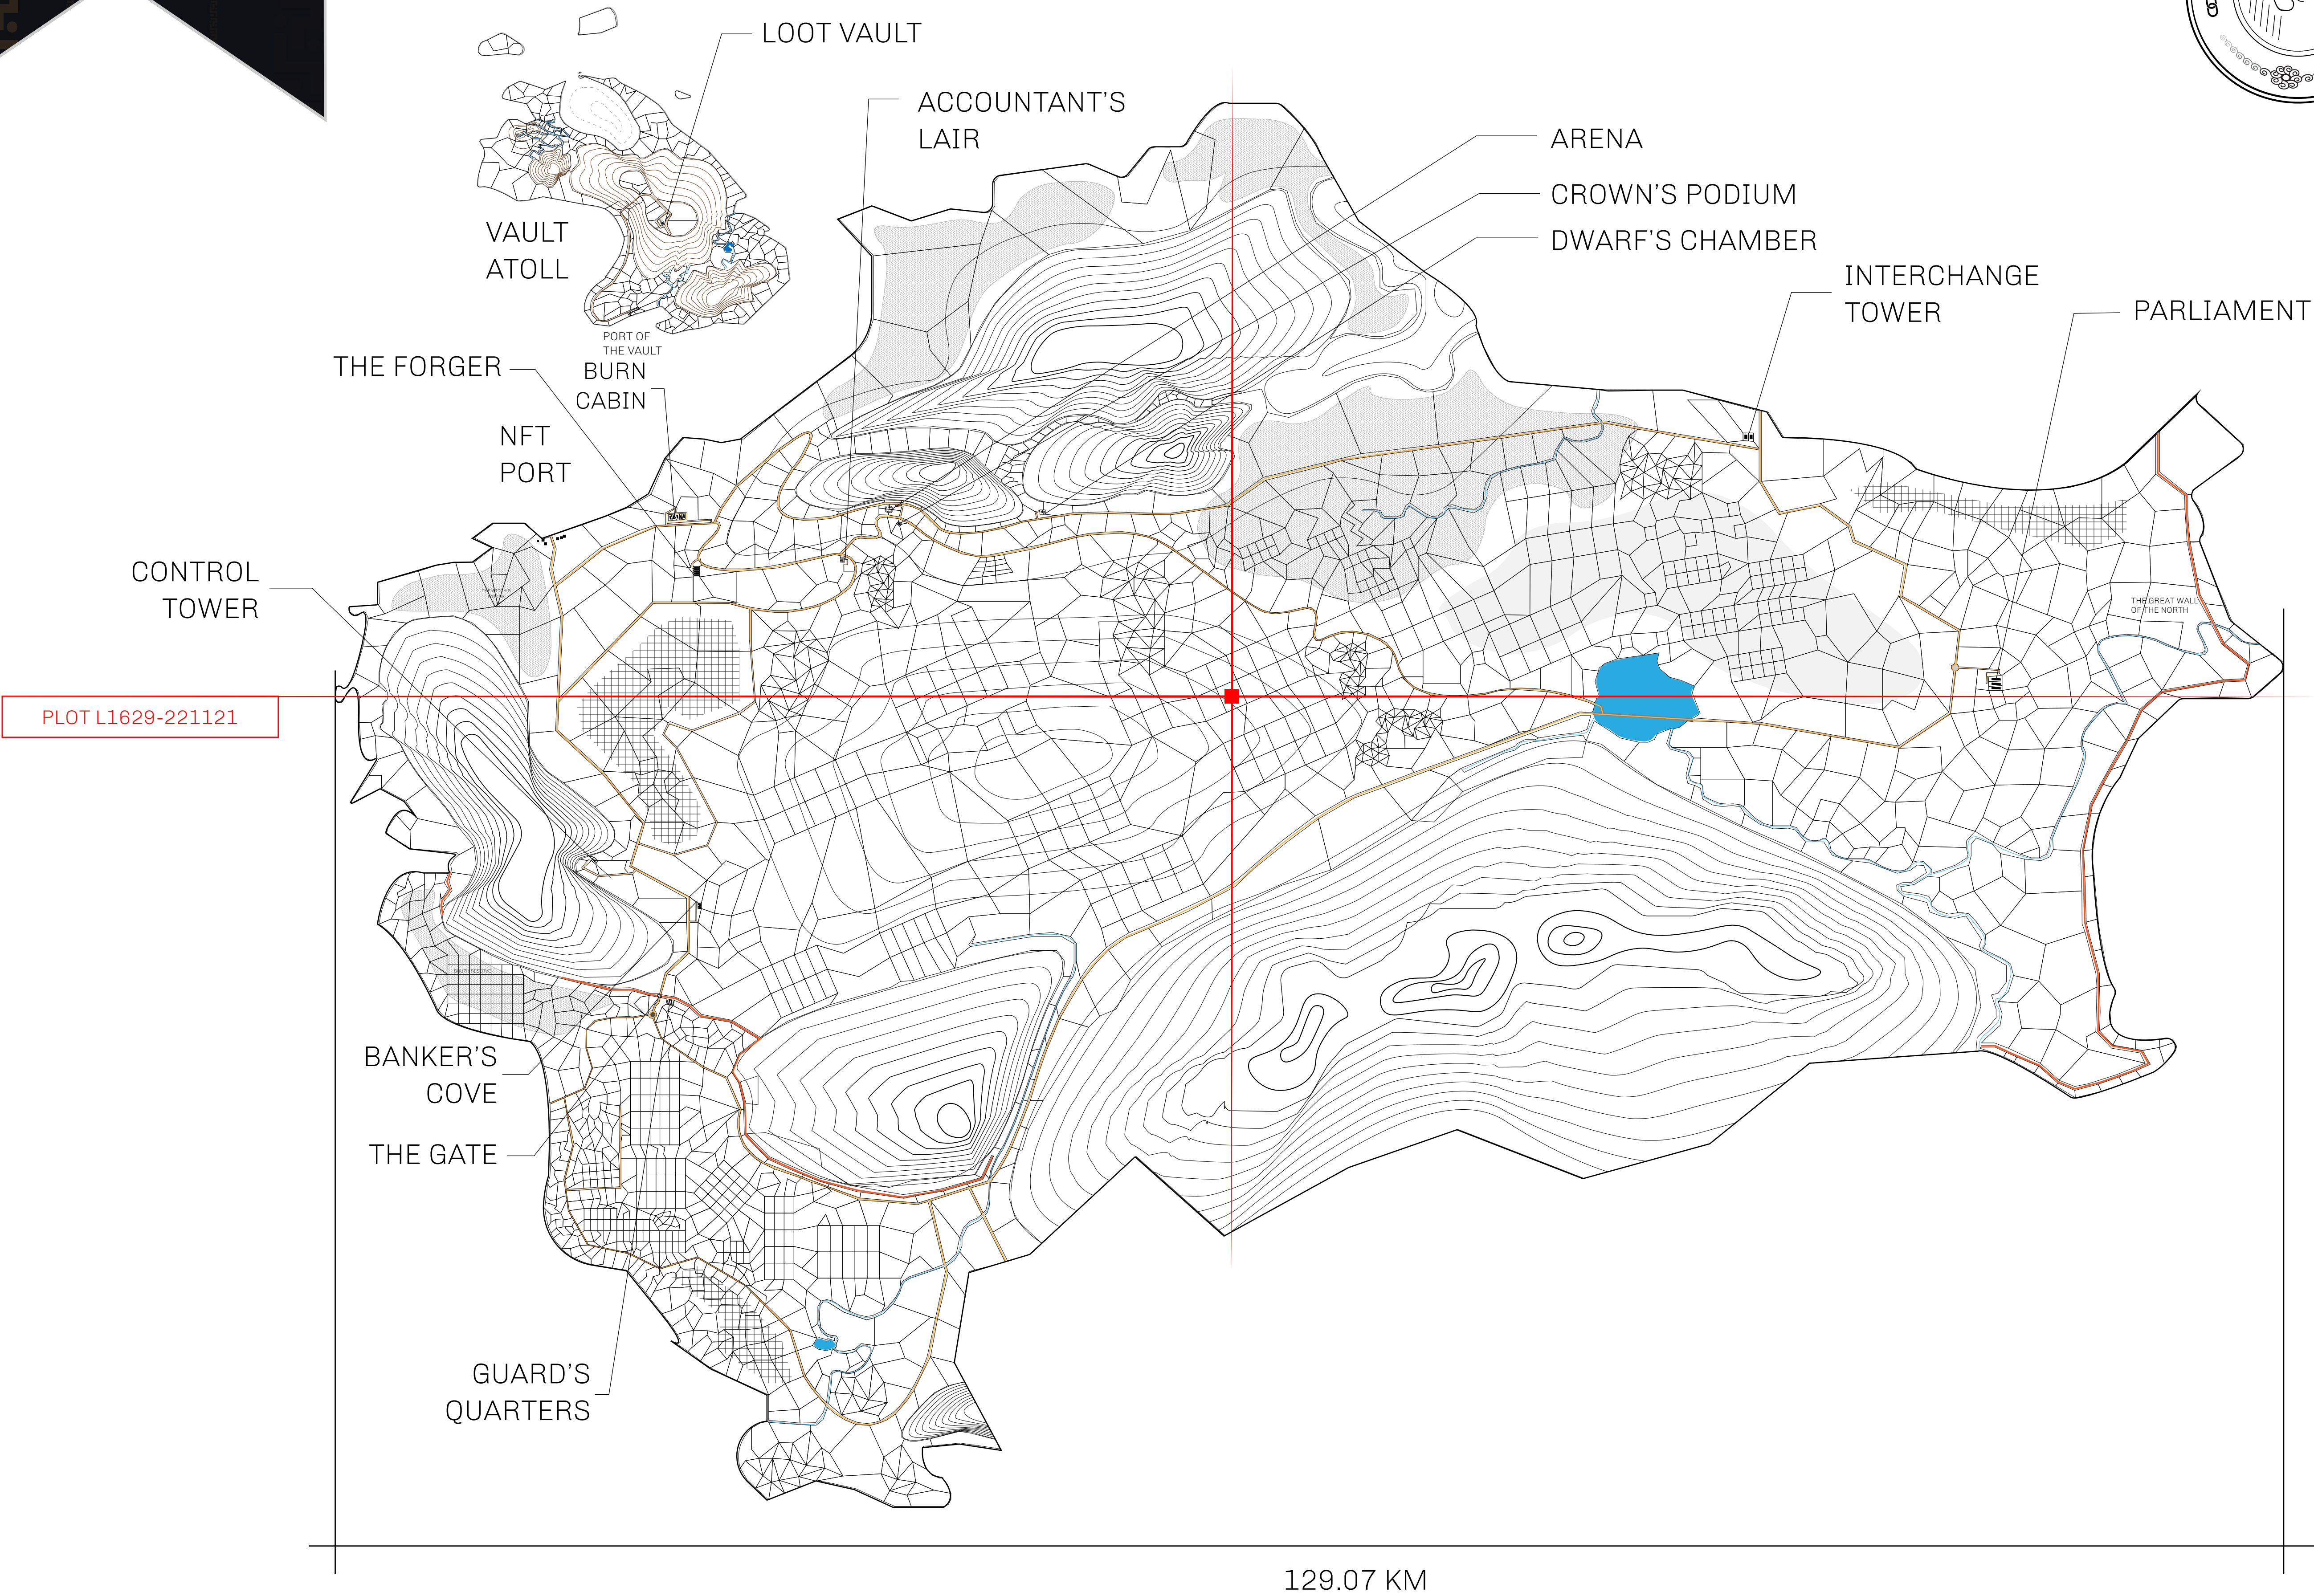 LOOT VAULT
ACCOUNTANT'S
LAIR
ARENA
CROWN'S PODIUM
DWARF'S CHAMBER
INTERCHANGE
TOWER
PARLIAMENT
VAULT
ATOLL
PORT OF
THE VAULT
THE FORGER
BURN
CABIN
NFT
PORT
CONTROL
TOWER
THE GREAT WALL
OF THE NORTH
PLOT L1629-221121
SOUTH RESERVE
BANKER'S
COVE
THE GATE
GUARD'S
QUARTERS
129.07 KM